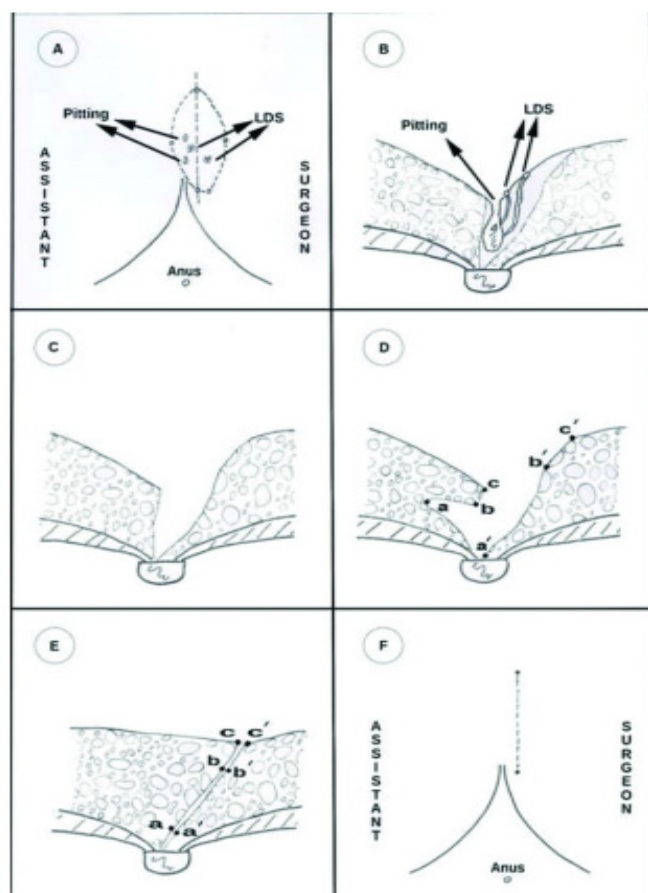 A
Pitting
LDS
ASSISTANT
SURGEON
Anus
B
LDS
Pitting
C
D
c'
b'
c
a
b
a'
E
c c'
b b'
a a'
F
ASSISTANT
SURGEON
Anus